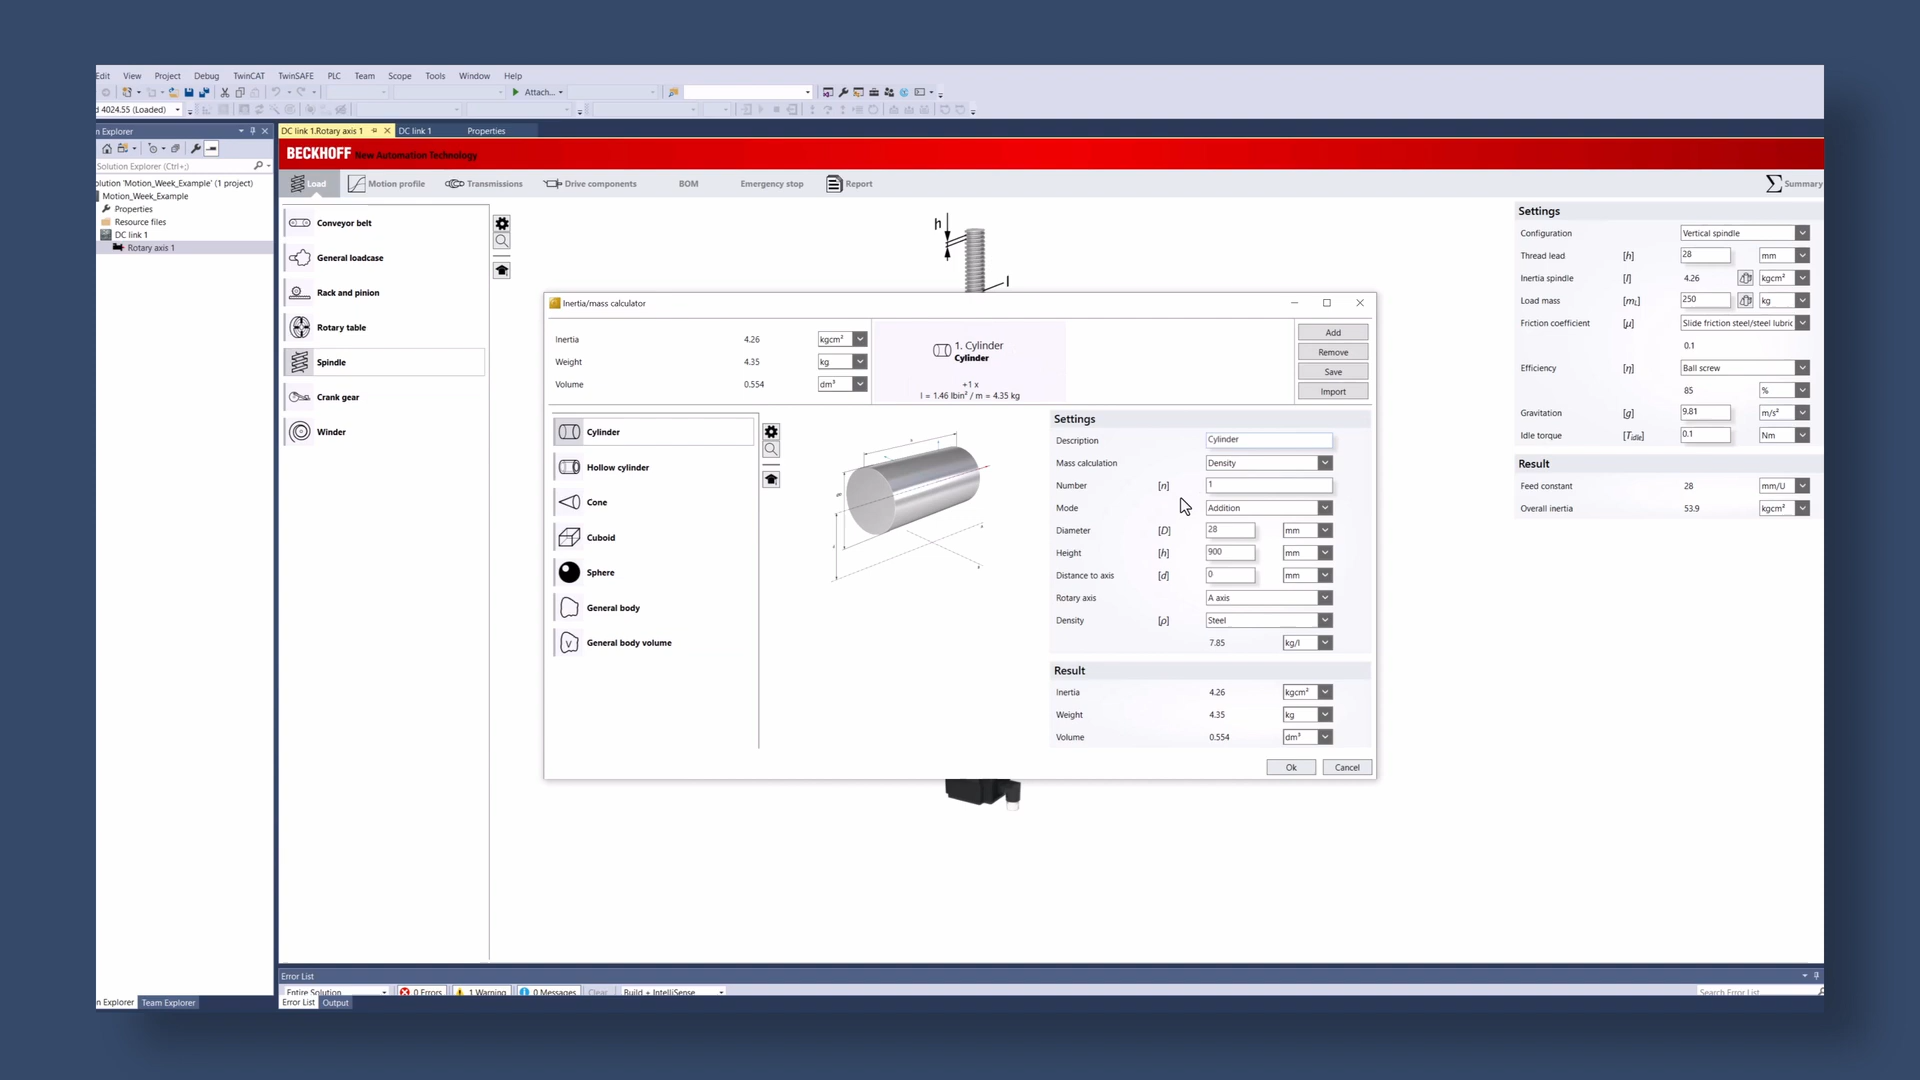 Edit View Project Debug TwinCAT TwinSAFE PLC Team Scope Tools Window Help
Attach...
d 4024.55 (Loaded)
n Explorer
DC link 1.Rotary axis 1
DC link 1
Properties
BECKHOFF New Automation Technology
Solution Explorer (Ctrl+;)
olution 'Motion_Week_Example' (1 project)
Motion_Week_Example
Properties
Resource files
DC link 1
Rotary axis 1
Load
Motion profile
Transmissions
Drive components
BOM
Emergency stop
Report
Summary
Conveyor belt
General loadcase
Rack and pinion
Rotary table
Spindle
Crank gear
Winder
h
l
Settings
Configuration Vertical spindle
Thread lead [h] 28 mm
Inertia spindle [I] 4.26 kgcm²
Load mass [mL] 250 kg
Friction coefficient [μ] Slide friction steel/steel lubric
0.1
Efficiency [η] Ball screw
85 %
Gravitation [g] 9.81 m/s²
Idle torque [Tidle] 0.1 Nm
Result
Feed constant 28 mm/U
Overall inertia 53.9 kgcm²
Inertia/mass calculator
Inertia 4.26 kgcm²
Weight 4.35 kg
Volume 0.554 dm³
1. Cylinder
Cylinder
+1 x
I = 1.46 lbin² / m = 4.35 kg
Add
Remove
Save
Import
Cylinder
Hollow cylinder
Cone
Cuboid
Sphere
General body
V General body volume
Settings
Description Cylinder
Mass calculation Density
Number [n] 1
Mode Addition
Diameter [D] 28 mm
Height [h] 900 mm
Distance to axis [d] 0 mm
Rotary axis A axis
Density [ρ] Steel
7.85 kg/l
Result
Inertia 4.26 kgcm²
Weight 4.35 kg
Volume 0.554 dm³
Ok Cancel
Error List
Entire Solution 0 Errors 1 Warning 0 Messages Clear Build + IntelliSense
Search Error List
n Explorer Team Explorer
Error List Output